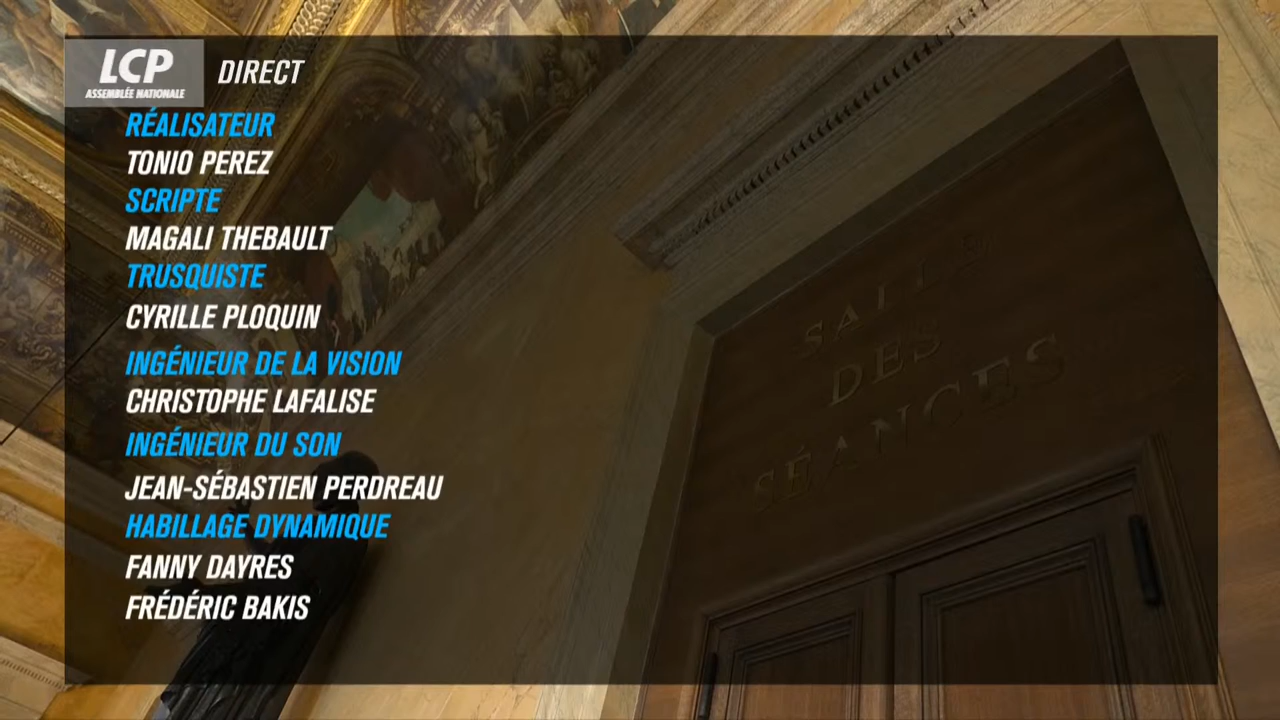 LCP
ASSEMBLÉE NATIONALE
DIRECT
RÉALISATEUR
TONIO PEREZ
SCRIPTE
MAGALI THEBAULT
TRUSQUISTE
CYRILLE PLOQUIN
INGÉNIEUR DE LA VISION
CHRISTOPHE LAFALISE
INGÉNIEUR DU SON
JEAN-SÉBASTIEN PERDREAU
HABILLAGE DYNAMIQUE
FANNY DAYRES
FRÉDÉRIC BAKIS
SALLE
DES
SÉANCES